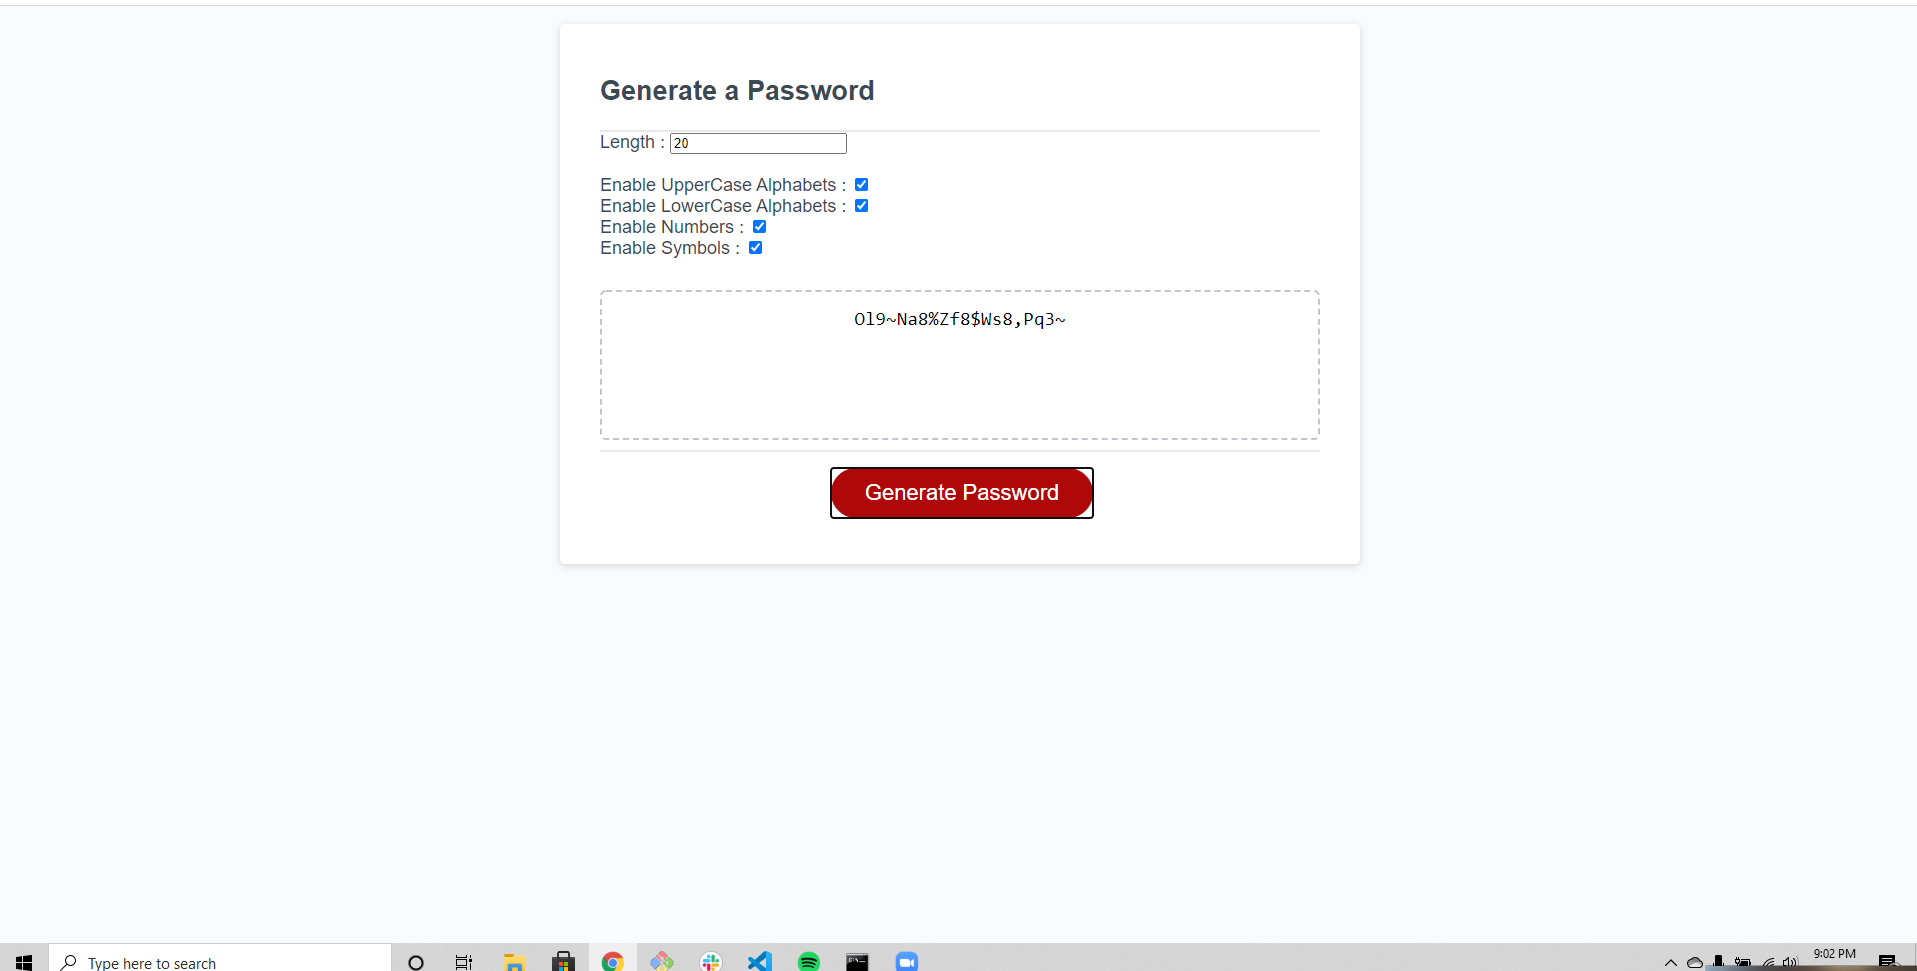 Generate a Password
Length : 20
Enable UpperCase Alphabets :
Enable LowerCase Alphabets :
Enable Numbers :
Enable Symbols :
Ol9~Na8%Zf8$Ws8,Pq3~
Generate Password
Type here to search
9:02 PM